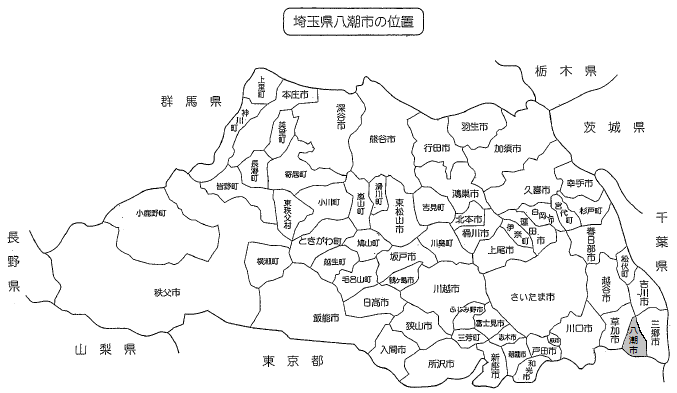 埼玉県八潮市の位置
栃木県
群馬県
茨城県
千葉県
長野県
山梨県
東京都
上里町
本庄市
神川町
美里町
深谷市
熊谷市
行田市
羽生市
加須市
長瀞町
寄居町
皆野町
小鹿野町
東秩父村
小川町
嵐山町
滑川町
東松山市
吉見町
鴻巣市
北本市
桶川市
久喜市
幸手市
宮代町
白岡市
杉戸町
蓮田市
伊奈町
上尾市
春日部市
松伏町
ときがわ町
鳩山町
川島町
横瀬町
越生町
坂戸市
毛呂山町
鶴ヶ島市
川越市
さいたま市
越谷市
吉川市
秩父市
日高市
飯能市
狭山市
ふじみ野市
富士見市
三芳町
志木市
入間市
所沢市
新座市
朝霞市
和光市
戸田市
蕨市
川口市
草加市
八潮市
三郷市